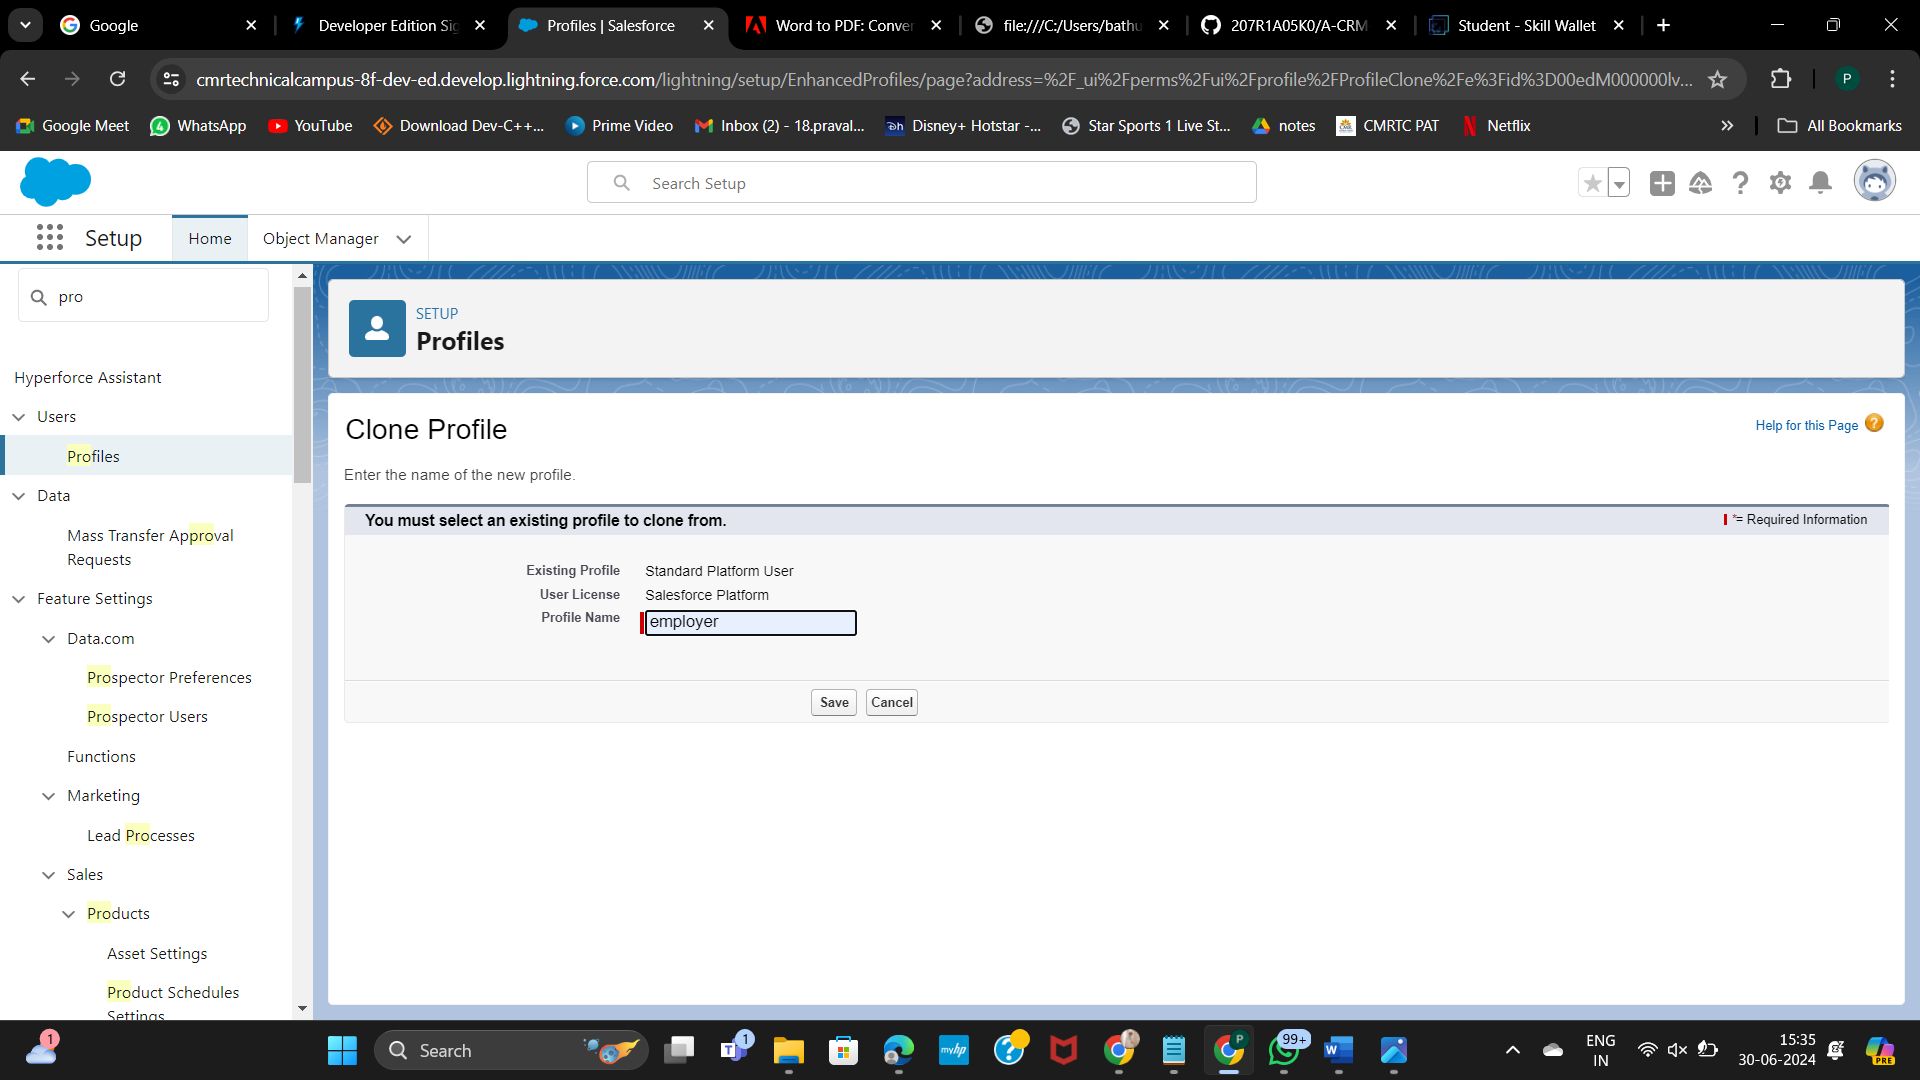 Google
Developer Edition Sig
Profiles | Salesforce
Word to PDF: Conver
file:///C:/Users/bathu
207R1A05K0/A-CRM
Student - Skill Wallet
cmrtechnicalcampus-8f-dev-ed.develop.lightning.force.com/lightning/setup/EnhancedProfiles/page?address=%2F_ui%2Fperms%2Fui%2Fprofile%2FProfileClone%2Fe%3Fid%3D00edM000000lv...
P
Google Meet
WhatsApp
YouTube
Download Dev-C++...
Prime Video
Inbox (2) - 18.praval...
Disney+ Hotstar -...
Star Sports 1 Live St...
notes
CMRTC PAT
Netflix
»
All Bookmarks
Search Setup
Setup
Home
Object Manager
pro
Hyperforce Assistant
Users
Profiles
Data
Mass Transfer Approval
Requests
Feature Settings
Data.com
Prospector Preferences
Prospector Users
Functions
Marketing
Lead Processes
Sales
Products
Asset Settings
Product Schedules
Settings
SETUP
Profiles
Clone Profile
Help for this Page ?
Enter the name of the new profile.
You must select an existing profile to clone from.
*= Required Information
Existing Profile Standard Platform User
User License Salesforce Platform
Profile Name employer
Save Cancel
1
Search
1
myhp
P
99+
ENG
IN
15:35
30-06-2024
PRE